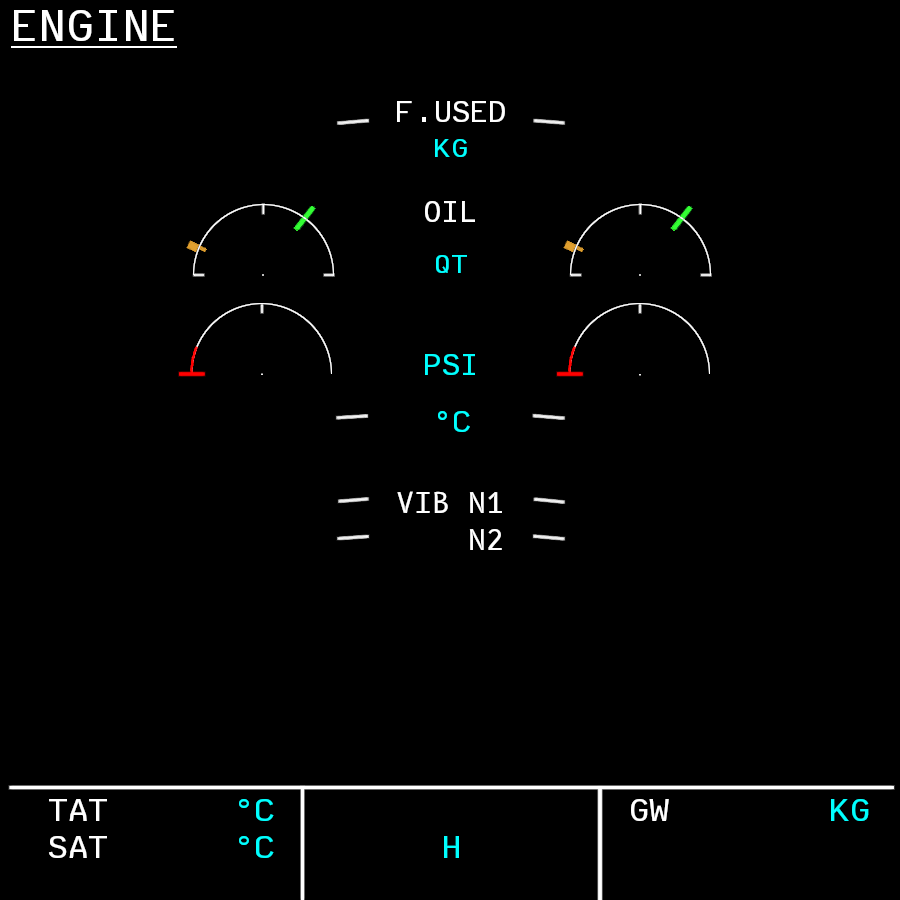 ENGINE
F.USED
KG
OIL
QT
PSI
°C
VIB N1
N2
TAT °C
SAT °C
H
GW KG